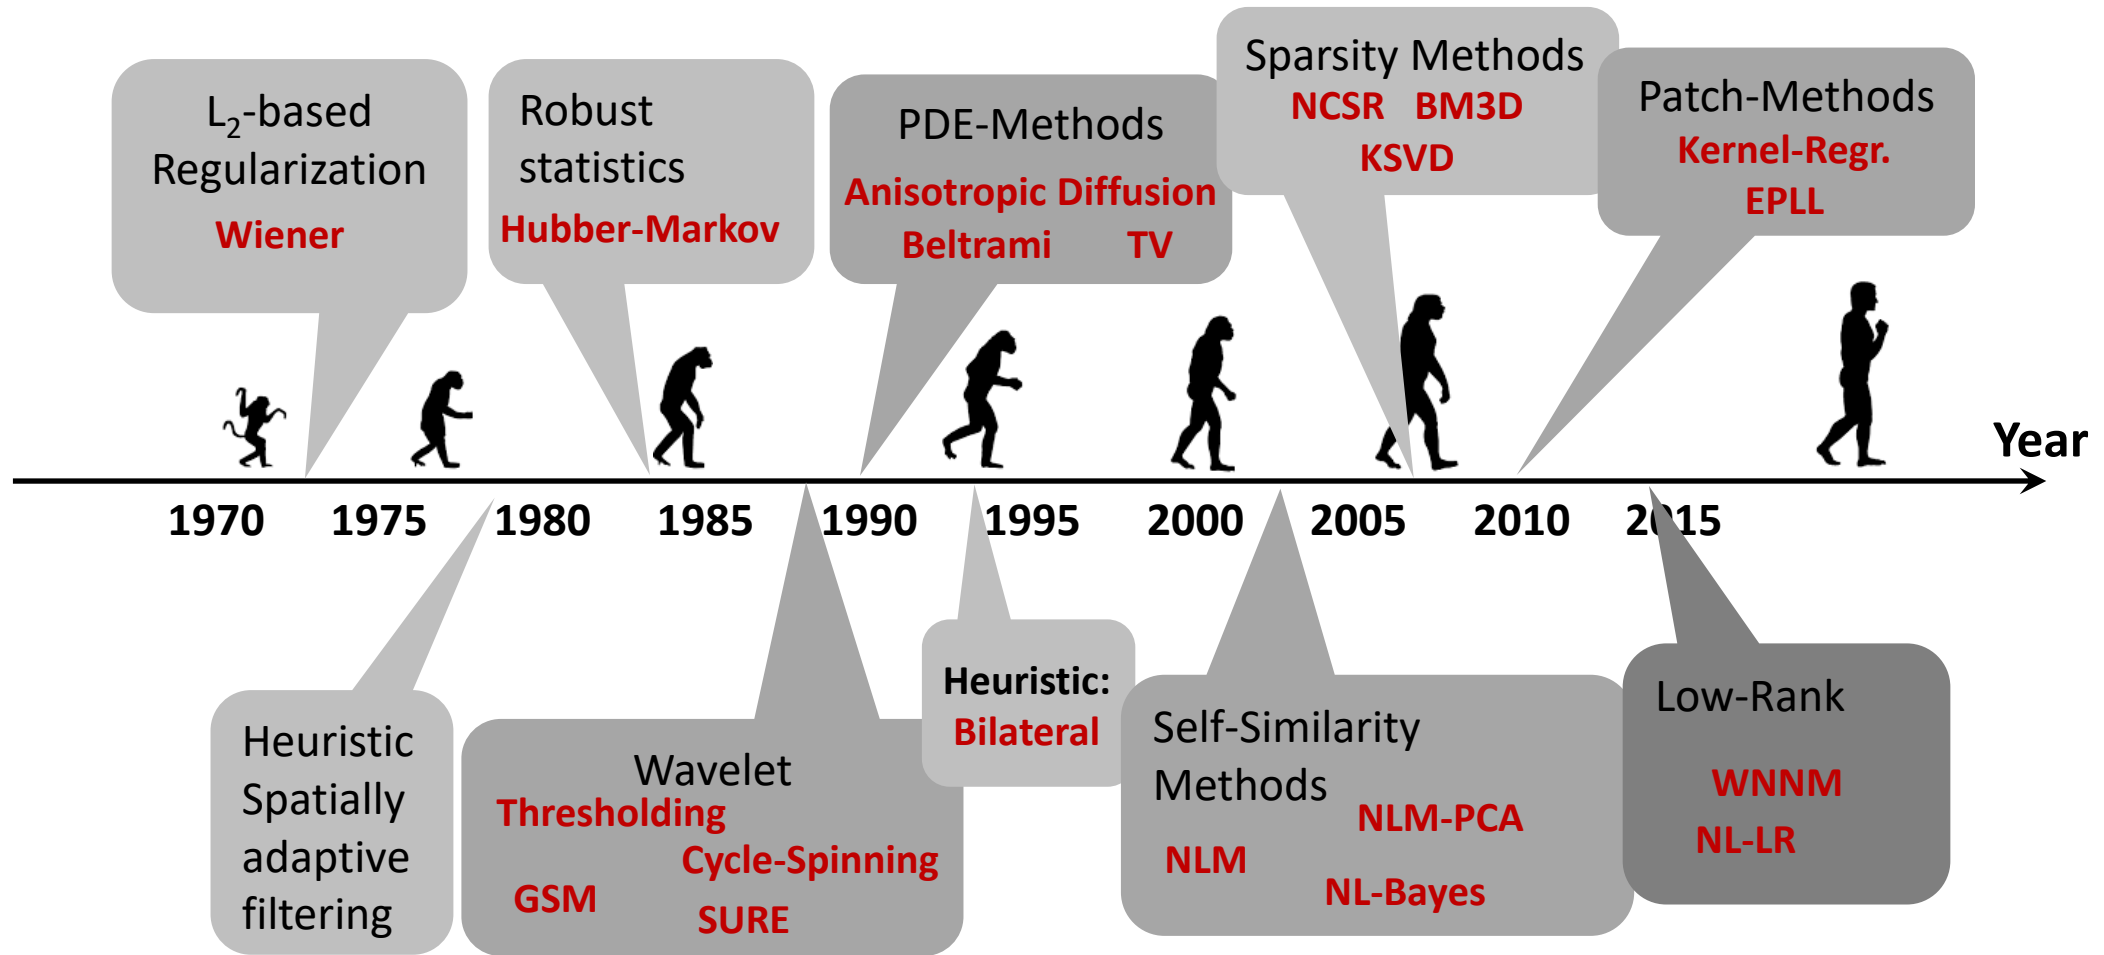 L2-based
Regularization
Wiener
Robust
statistics
Hubber-Markov
PDE-Methods
Anisotropic Diffusion
Beltrami TV
Sparsity Methods
NCSR BM3D
KSVD
Patch-Methods
Kernel-Regr.
EPLL
Year
1970 1975 1980 1985 1990 1995 2000 2005 2010 2015
Heuristic
Spatially
adaptive
filtering
Wavelet
Thresholding
Cycle-Spinning
GSM
SURE
Heuristic:
Bilateral
Self-Similarity
Methods
NLM-PCA
NLM
NL-Bayes
Low-Rank
WNNM
NL-LR